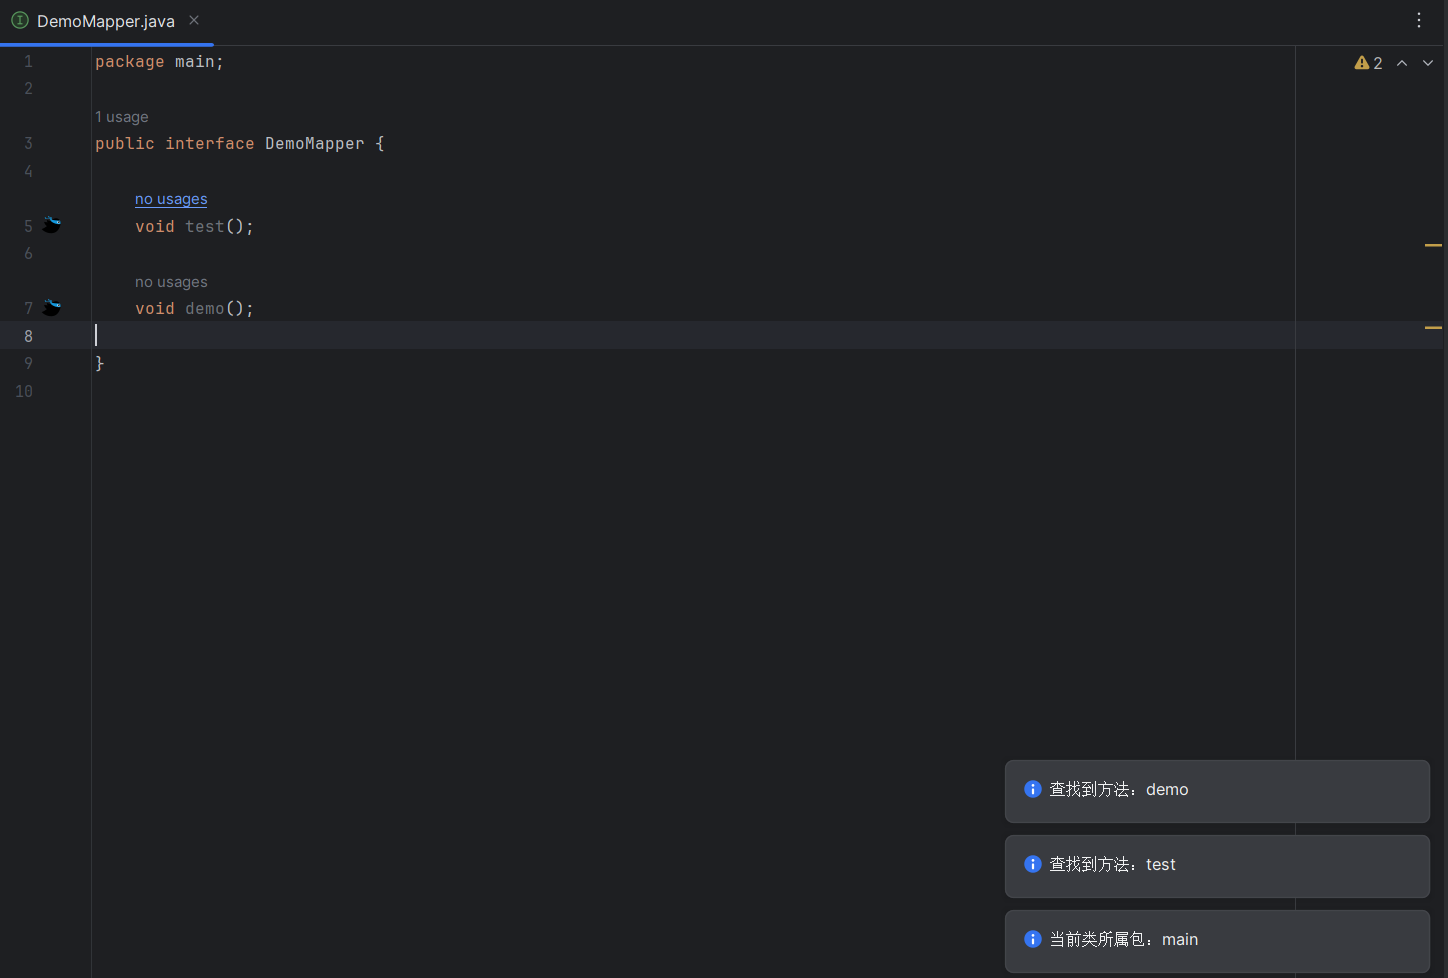 DemoMapper.java
2
1 package main;
2
1 usage
3 public interface DemoMapper {
4
no usages
5 void test();
6
no usages
7 void demo();
8
9 }
10
查找到方法：demo
查找到方法：test
当前类所属包：main